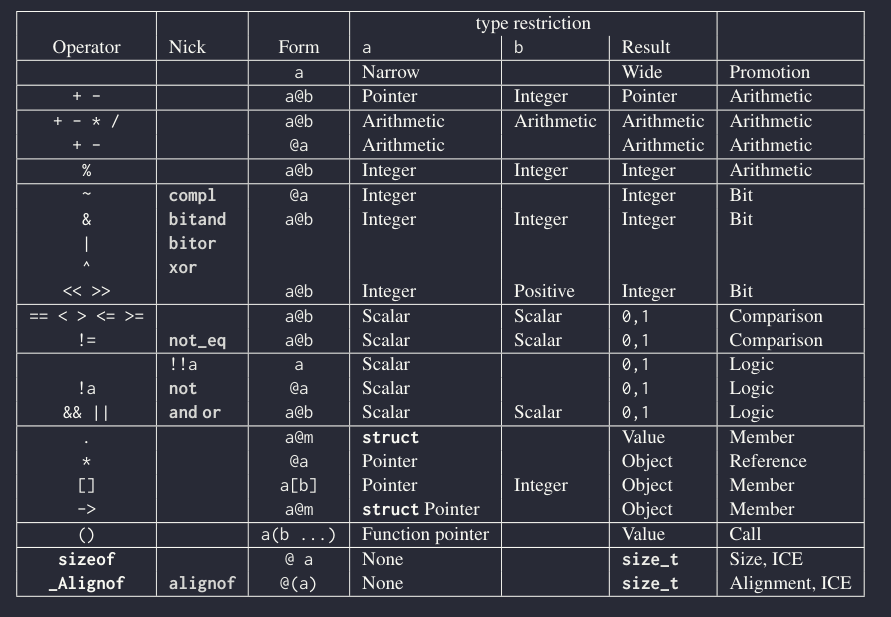 type restriction
Operator Nick Form a b Result
a Narrow Wide Promotion
+ - a@b Pointer Integer Pointer Arithmetic
+ - * / a@b Arithmetic Arithmetic Arithmetic Arithmetic
+ - @a Arithmetic Arithmetic Arithmetic
% a@b Integer Integer Integer Arithmetic
~ compl @a Integer Integer Bit
& bitand a@b Integer Integer Integer Bit
| bitor
^ xor
<< >> a@b Integer Positive Integer Bit
== < > <= >= a@b Scalar Scalar 0,1 Comparison
!= not_eq a@b Scalar Scalar 0,1 Comparison
!!a a Scalar 0,1 Logic
!a not @a Scalar 0,1 Logic
&& || and or a@b Scalar Scalar 0,1 Logic
. a@m struct Value Member
* @a Pointer Object Reference
[] a[b] Pointer Integer Object Member
-> a@m struct Pointer Object Member
() a(b ...) Function pointer Value Call
sizeof @ a None size_t Size, ICE
_Alignof alignof @(a) None size_t Alignment, ICE